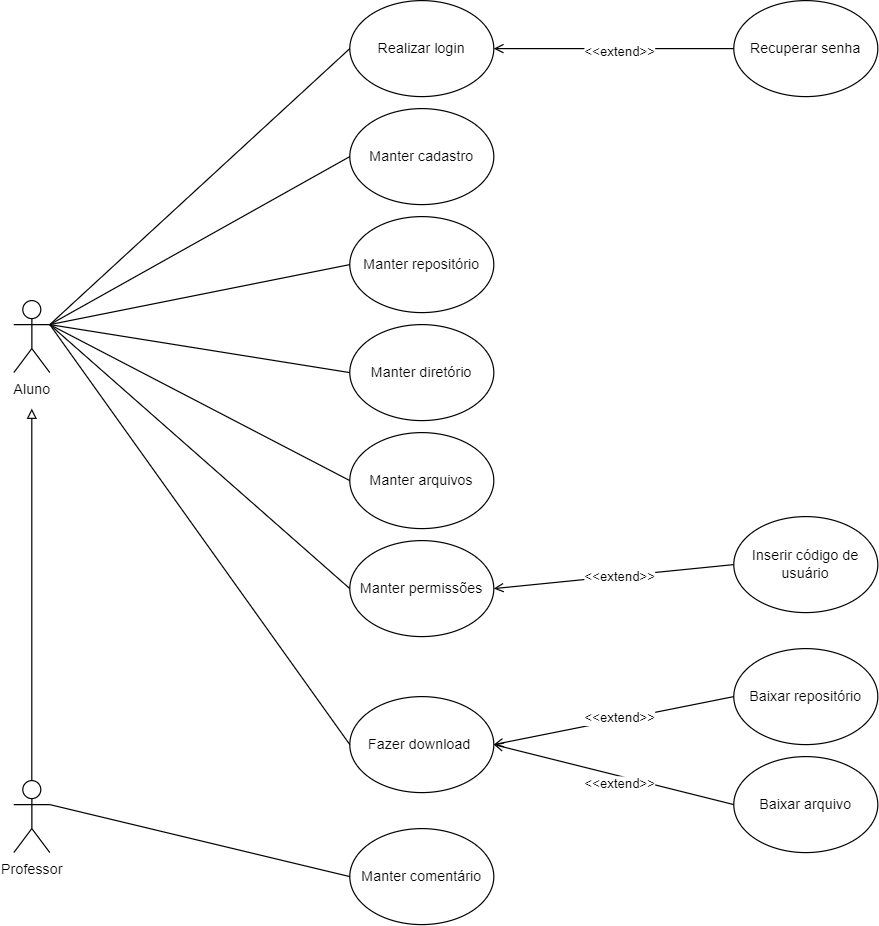 Realizar login
<<extend>>
Recuperar senha
Manter cadastro
Manter repositório
Manter diretório
Aluno
Manter arquivos
Inserir código de
usuário
<<extend>>
Manter permissões
Baixar repositório
<<extend>>
Fazer download
<<extend>>
Baixar arquivo
Professor
Manter comentário